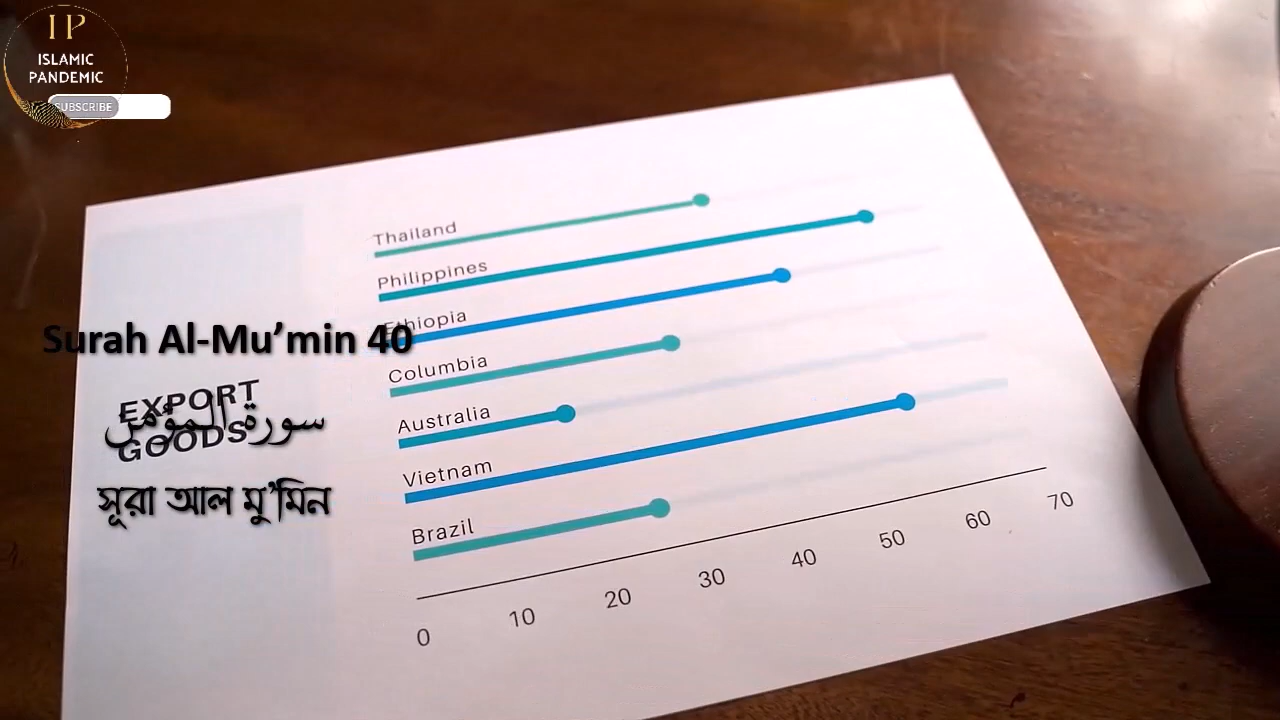 IP
ISLAMIC
PANDEMIC
SUBSCRIBE
Thailand
Philippines
Ethiopia
Surah Al-Mu’min 40
Columbia
EXPORT
GOODS
سورة المؤمن
Australia
সূরা আল মু’মিন
Vietnam
Brazil
0 10 20 30 40 50 60 70